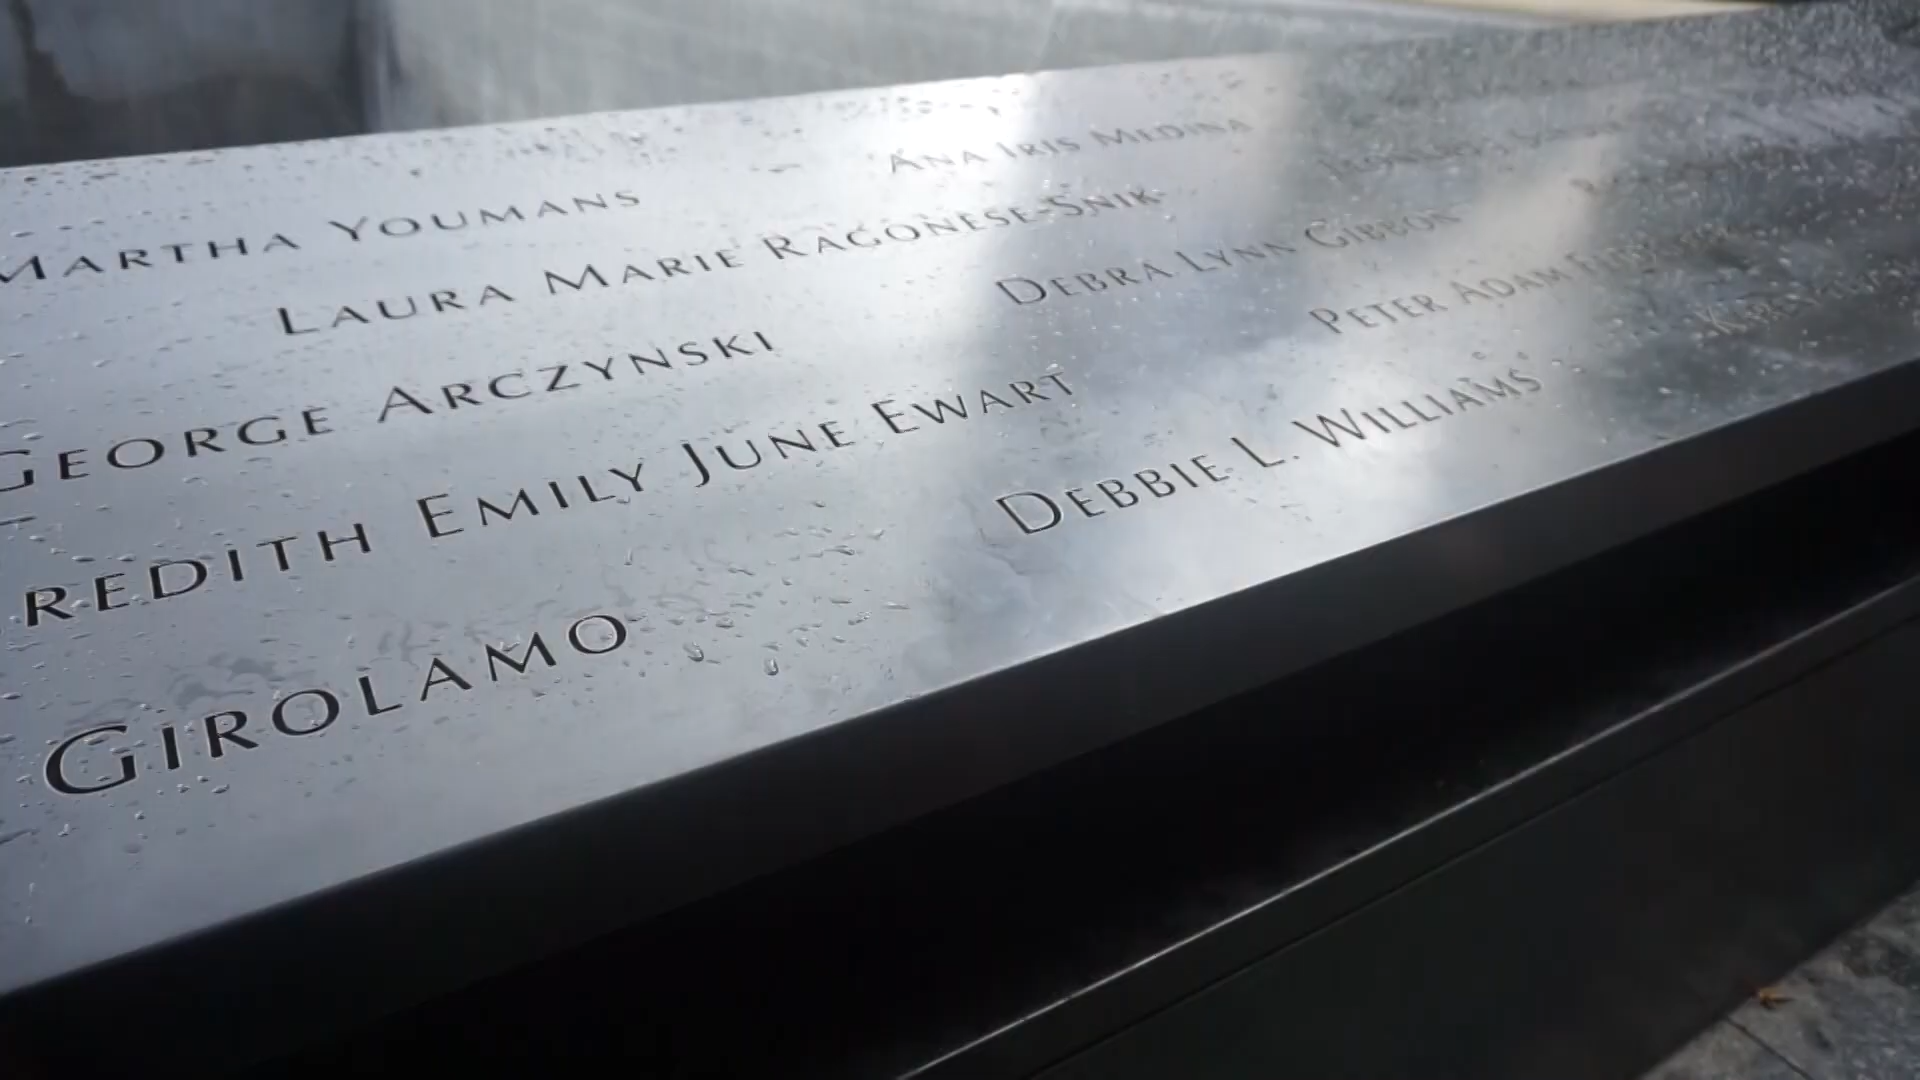 MARTHA YOUMANS ANA IRIS MEDINA
LAURA MARIE RAGONESE-SNIK
GEORGE ARCZYNSKI DEBRA LYNN GIBBON
REDITH EMILY JUNE EWART PETER ADAM
GIROLAMO DEBBIE L. WILLIAMS